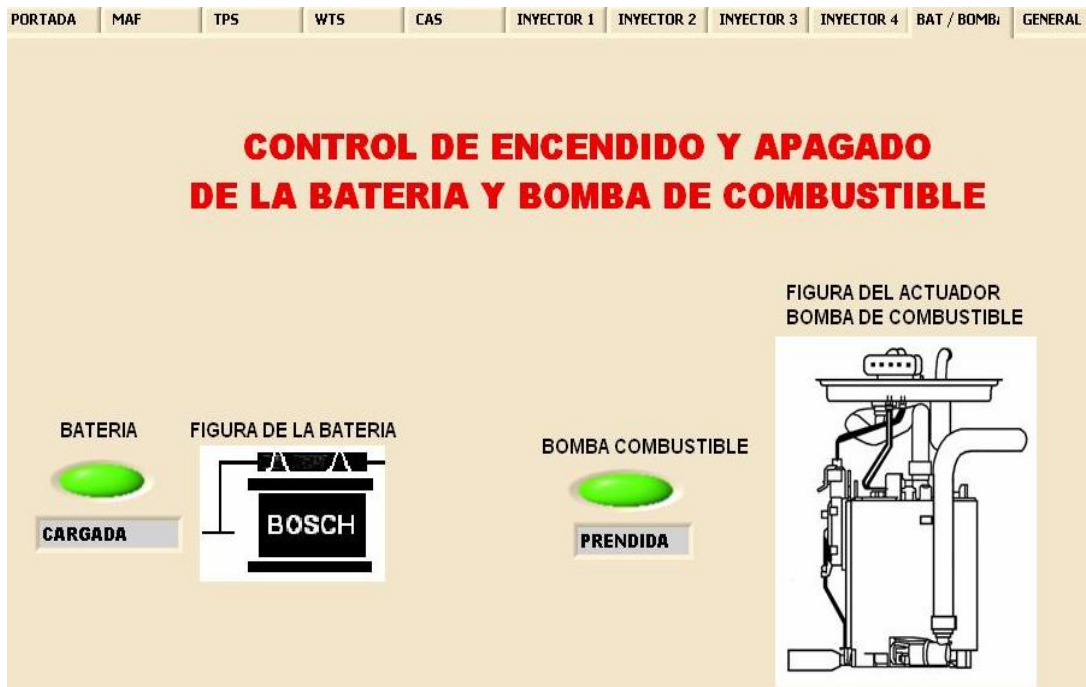 PORTADA MAF TPS WTS CAS INYECTOR 1 INYECTOR 2 INYECTOR 3 INYECTOR 4 BAT / BOMB GENERAL
CONTROL DE ENCENDIDO Y APAGADO
DE LA BATERIA Y BOMBA DE COMBUSTIBLE
FIGURA DEL ACTUADOR
BOMBA DE COMBUSTIBLE
BATERIA
FIGURA DE LA BATERIA
BOSCH
CARGADA
BOMBA COMBUSTIBLE
PRENDIDA